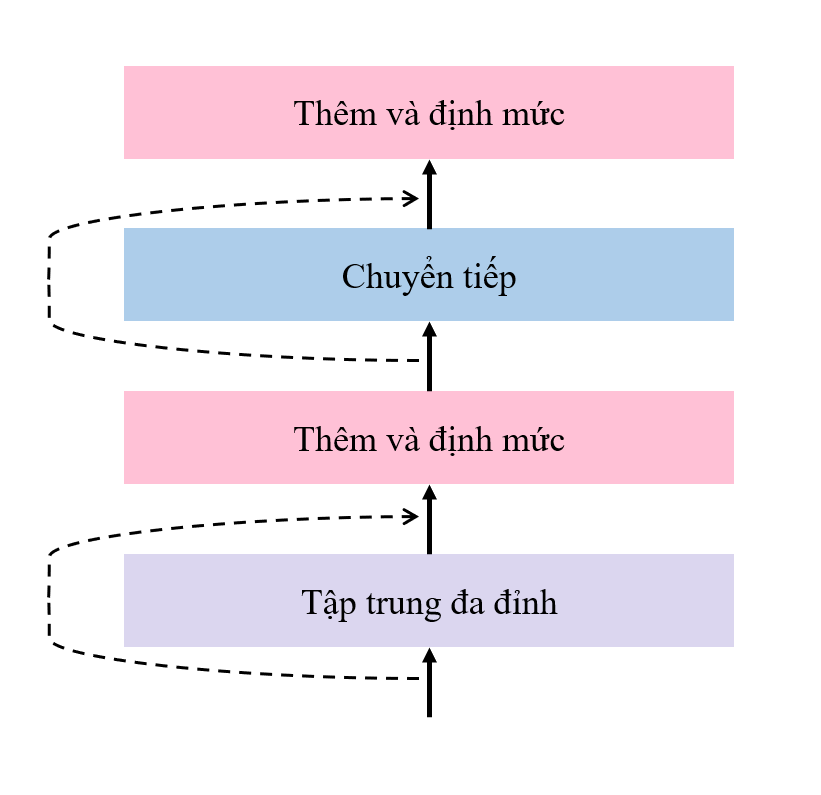 Thêm và định mức
Chuyển tiếp
Thêm và định mức
Tập trung đa đỉnh